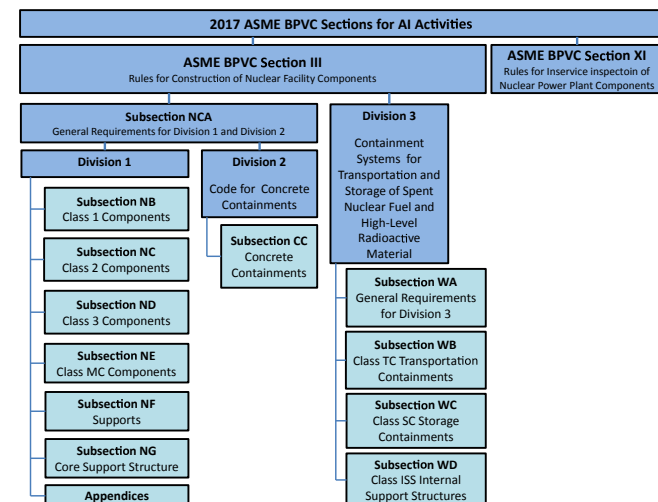 2017 ASME BPVC Sections for AI Activities
ASME BPVC Section III
Rules for Construction of Nuclear Facility Components
ASME BPVC Section XI
Rules for Inservice inspectoin of
Nuclear Power Plant Components
Subsection NCA
General Requirements for Division 1 and Division 2
Division 1
Subsection NB
Class 1 Components
Subsection NC
Class 2 Components
Subsection ND
Class 3 Components
Subsection NE
Class MC Components
Subsection NF
Supports
Subsection NG
Core Support Structure
Appendices
Division 2
Code for Concrete
Containments
Subsection CC
Concrete
Containments
Division 3
Containment
Systems for
Transportation and
Storage of Spent
Nuclear Fuel and
High-Level
Radioactive
Material
Subsection WA
General Requirements
for Division 3
Subsection WB
Class TC Transportation
Containments
Subsection WC
Class SC Storage
Containments
Subsection WD
Class ISS Internal
Support Structures